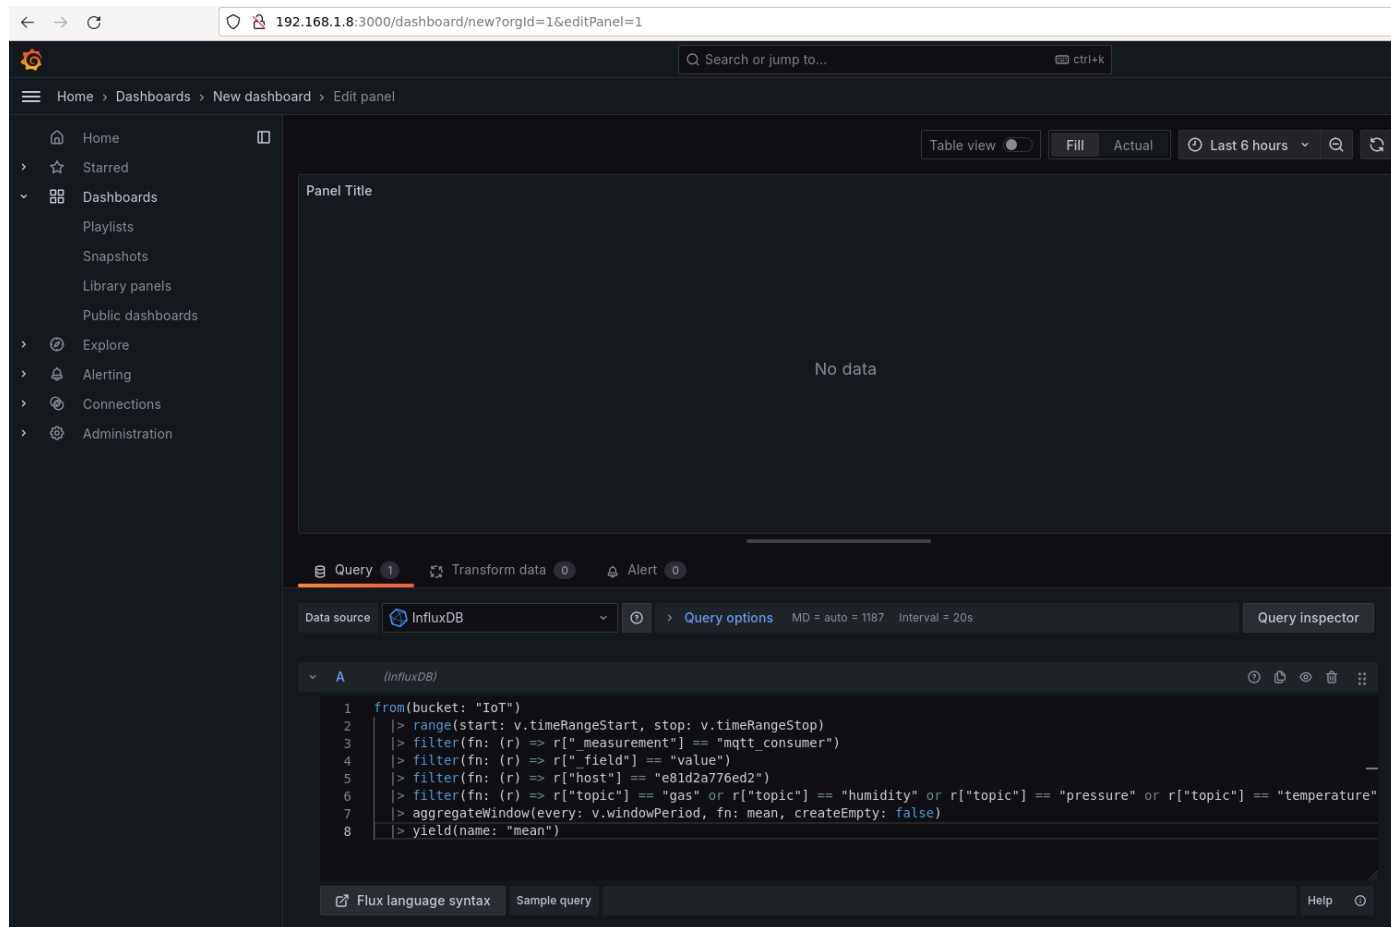 192.168.1.8:3000/dashboard/new?orgId=1&editPanel=1
Search or jump to... ctrl+k
Home › Dashboards › New dashboard › Edit panel
Home
Starred
Dashboards
Playlists
Snapshots
Library panels
Public dashboards
Explore
Alerting
Connections
Administration
Table view Fill Actual Last 6 hours
Panel Title
No data
Query 1 Transform data 0 Alert 0
Data source InfluxDB Query options MD = auto = 1187 Interval = 20s Query inspector
A (InfluxDB)
1 from(bucket: "IoT")
2 |> range(start: v.timeRangeStart, stop: v.timeRangeStop)
3 |> filter(fn: (r) => r["_measurement"] == "mqtt_consumer")
4 |> filter(fn: (r) => r["_field"] == "value")
5 |> filter(fn: (r) => r["host"] == "e81d2a776ed2")
6 |> filter(fn: (r) => r["topic"] == "gas" or r["topic"] == "humidity" or r["topic"] == "pressure" or r["topic"] == "temperature"
7 |> aggregateWindow(every: v.windowPeriod, fn: mean, createEmpty: false)
8 |> yield(name: "mean")
Flux language syntax Sample query Help